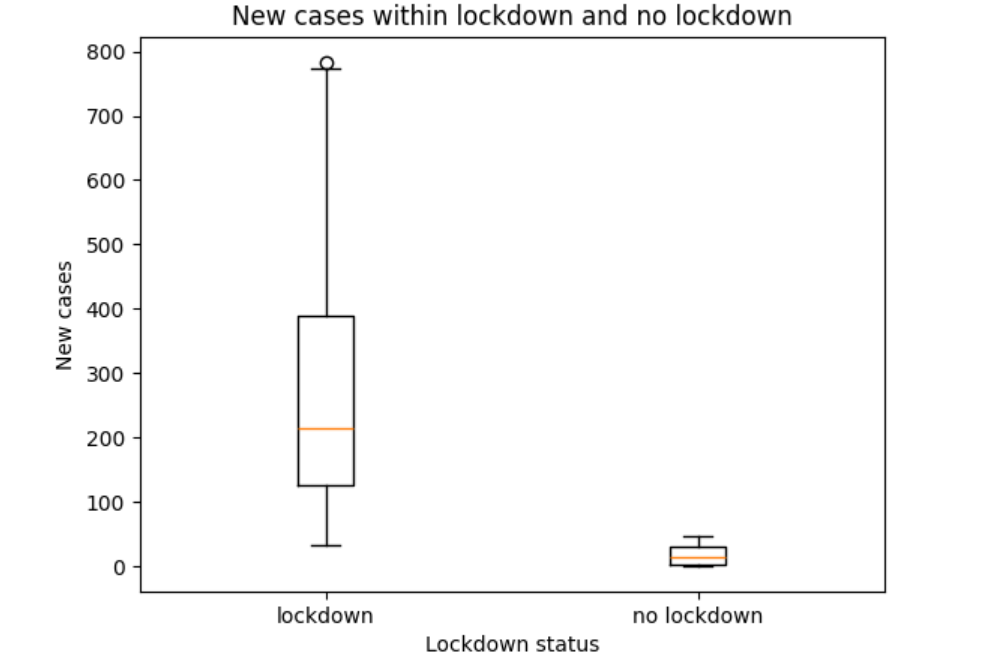 New cases within lockdown and no lockdown
800
700
600
500
400
300
200
100
0
New cases
lockdown
no lockdown
Lockdown status